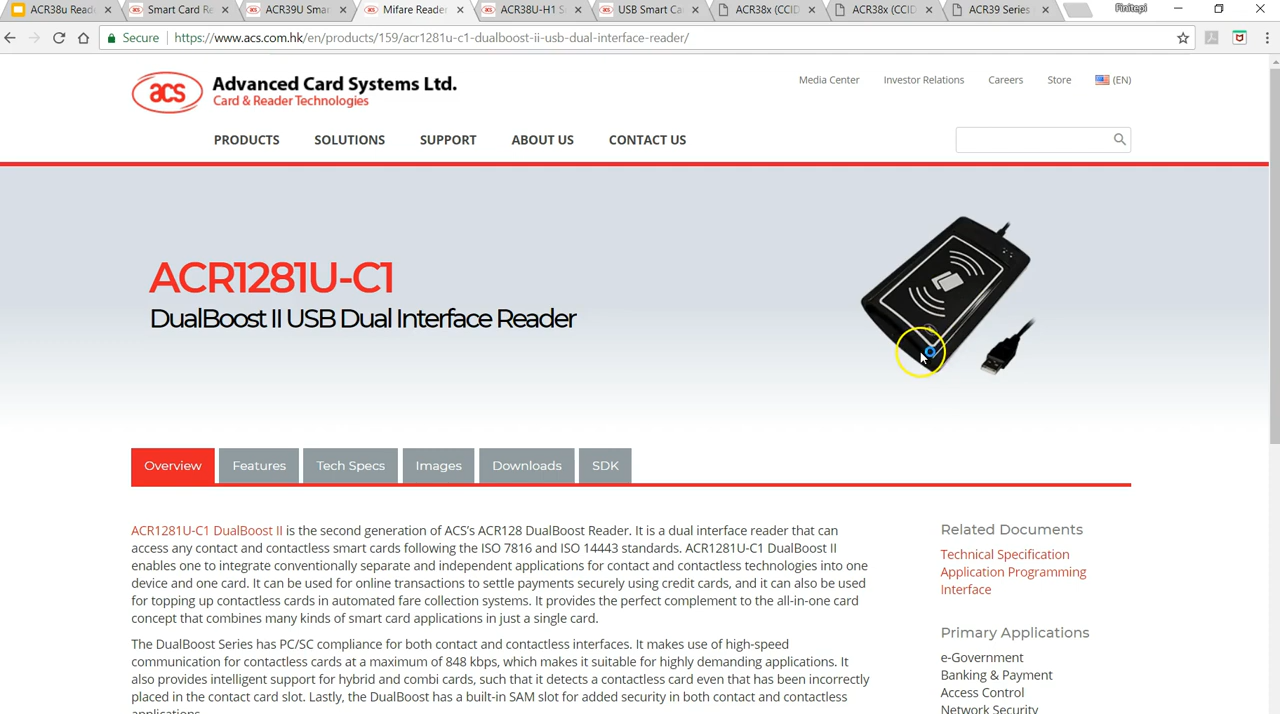 ACR38u Read
Smart Card Re
ACR39U Smar
Mifare Reader
ACR38U-H1 S
USB Smart Ca
ACR38x (CCID
ACR38x (CCID
ACR39 Series
Finitepi
Secure
https://www.acs.com.hk/en/products/159/acr1281u-c1-dualboost-ii-usb-dual-interface-reader/
acs
Advanced Card Systems Ltd.
Card & Reader Technologies
Media Center
Investor Relations
Careers
Store
(EN)
PRODUCTS
SOLUTIONS
SUPPORT
ABOUT US
CONTACT US
ACR1281U-C1
DualBoost II USB Dual Interface Reader
Overview
Features
Tech Specs
Images
Downloads
SDK
ACR1281U-C1 DualBoost II is the second generation of ACS's ACR128 DualBoost Reader. It is a dual interface reader that can
access any contact and contactless smart cards following the ISO 7816 and ISO 14443 standards. ACR1281U-C1 DualBoost II
enables one to integrate conventionally separate and independent applications for contact and contactless technologies into one
device and one card. It can be used for online transactions to settle payments securely using credit cards, and it can also be used
for topping up contactless cards in automated fare collection systems. It provides the perfect complement to the all-in-one card
concept that combines many kinds of smart card applications in just a single card.
The DualBoost Series has PC/SC compliance for both contact and contactless interfaces. It makes use of high-speed
communication for contactless cards at a maximum of 848 kbps, which makes it suitable for highly demanding applications. It
also provides intelligent support for hybrid and combi cards, such that it detects a contactless card even that has been incorrectly
placed in the contact card slot. Lastly, the DualBoost has a built-in SAM slot for added security in both contact and contactless
applications.
Related Documents
Technical Specification
Application Programming
Interface
Primary Applications
e-Government
Banking & Payment
Access Control
Network Security